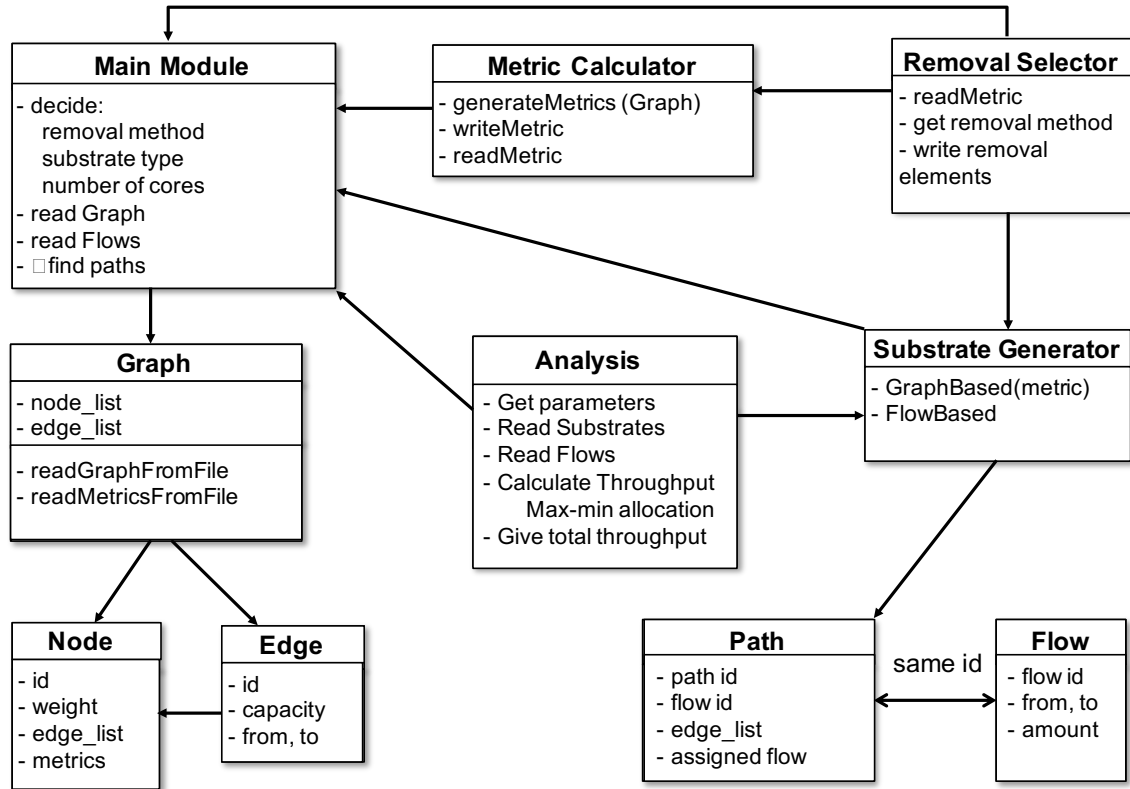 Main Module
- decide:
removal method
substrate type
number of cores
- read Graph
- read Flows
- □find paths
Metric Calculator
- generateMetrics (Graph)
- writeMetric
- readMetric
Removal Selector
- readMetric
- get removal method
- write removal
elements
Graph
- node_list
- edge_list
- readGraphFromFile
- readMetricsFromFile
Analysis
- Get parameters
- Read Substrates
- Read Flows
- Calculate Throughput
Max-min allocation
- Give total throughput
Substrate Generator
- GraphBased(metric)
- FlowBased
Node
- id
- weight
- edge_list
- metrics
Edge
- id
- capacity
- from, to
Path
- path id
- flow id
- edge_list
- assigned flow
same id
Flow
- flow id
- from, to
- amount